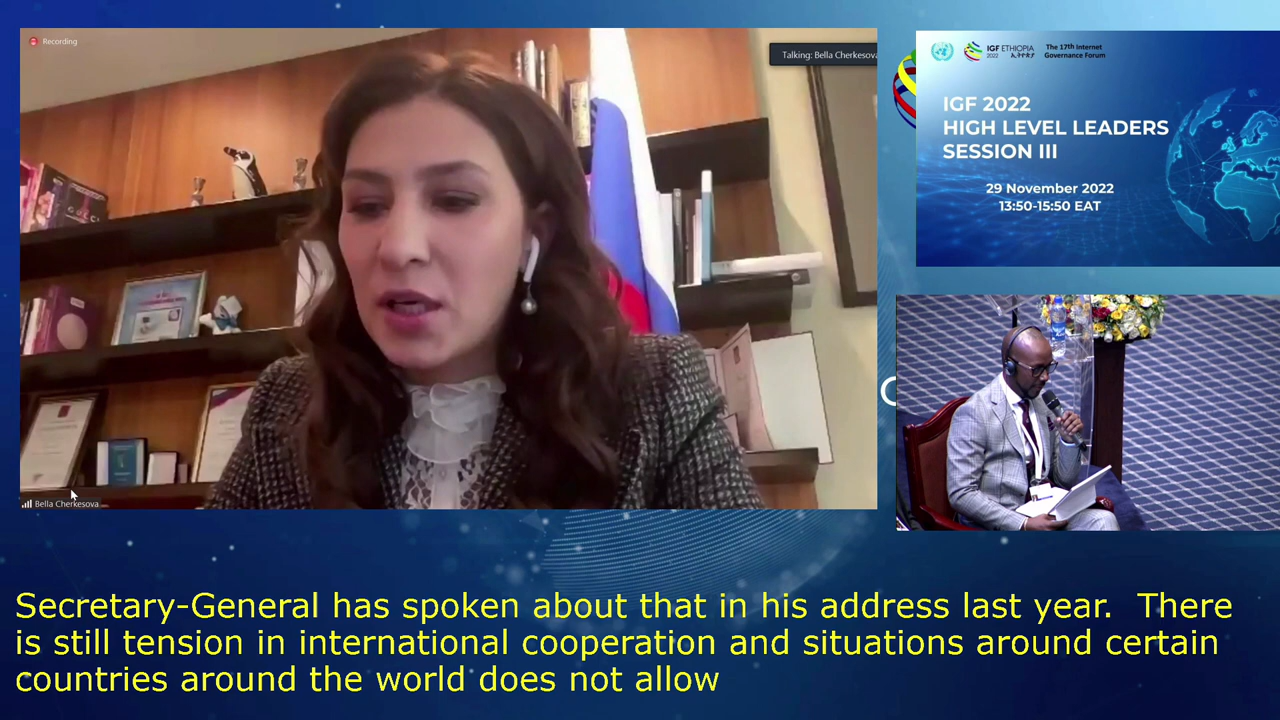 Recording
Talking: Bella Cherkesova
GUCCI
Bella Cherkesova
IGF ETHIOPIA
2022 ኢትዮጵያ
The 17th Internet
Governance Forum
IGF 2022
HIGH LEVEL LEADERS
SESSION III
29 November 2022
13:50-15:50 EAT
Secretary-General has spoken about that in his address last year. There
is still tension in international cooperation and situations around certain
countries around the world does not allow